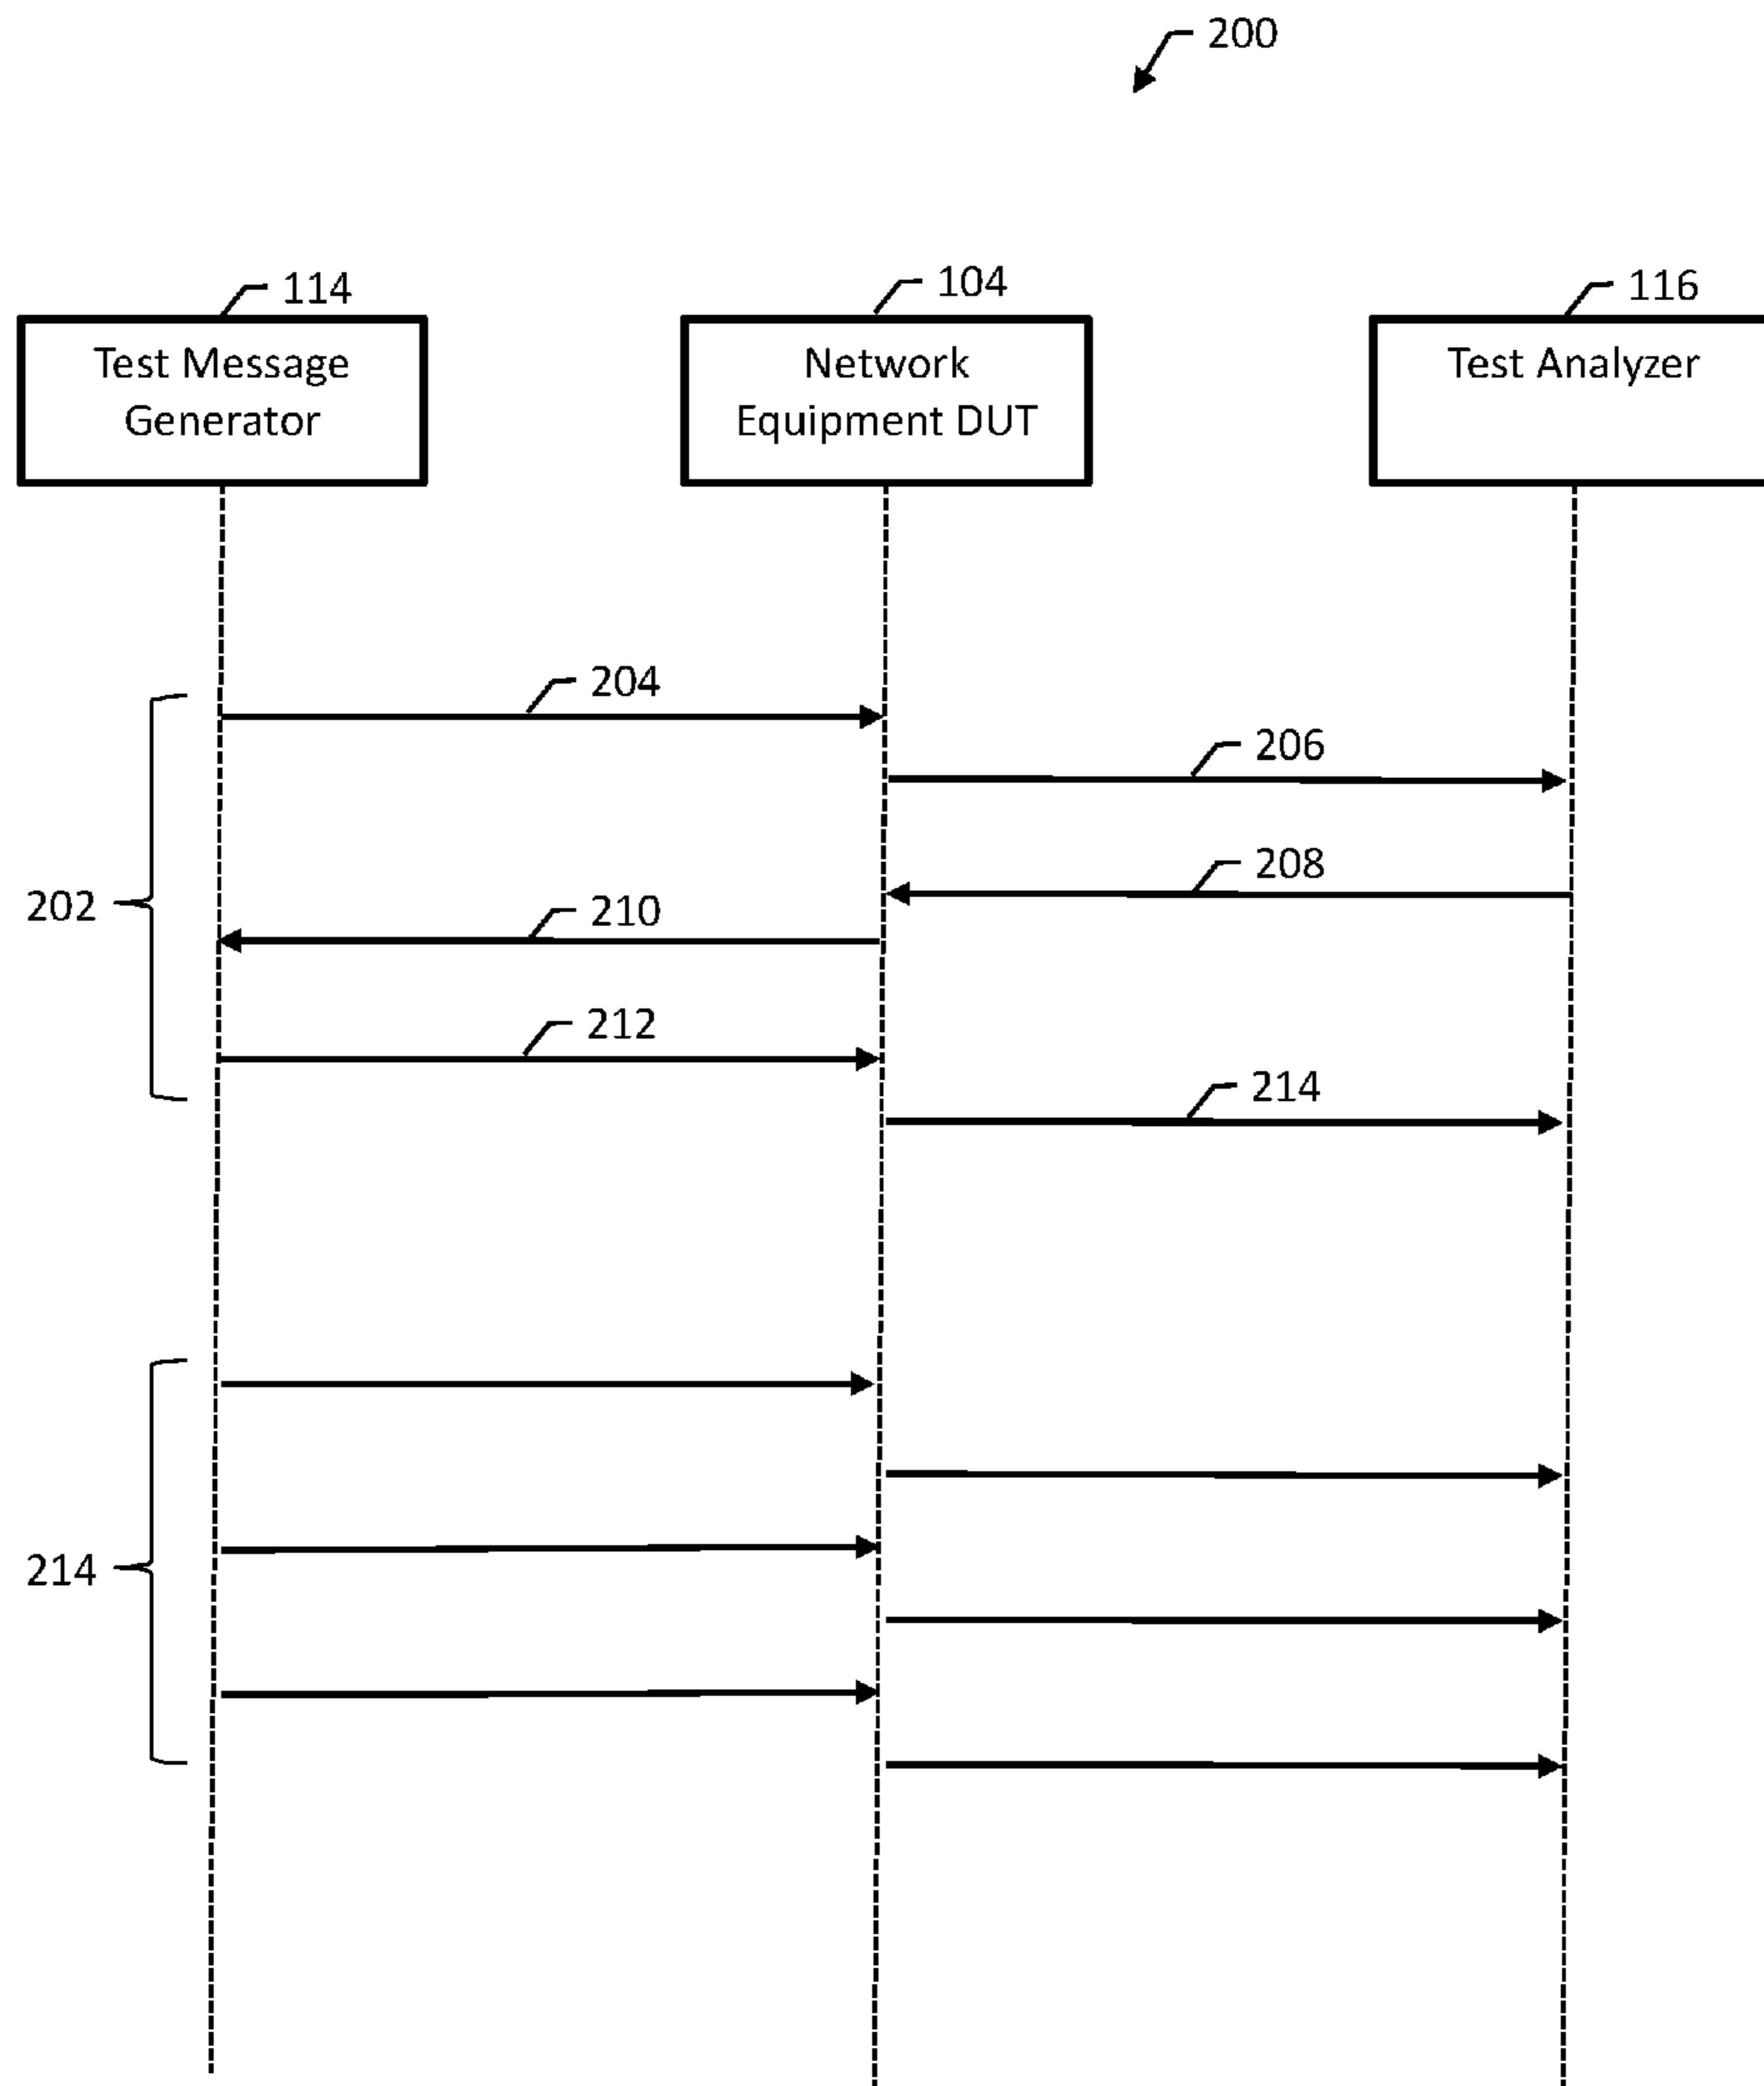 200
114
104
116
Test Message
Generator
Network
Equipment DUT
Test Analyzer
204
206
208
202
210
212
214
214